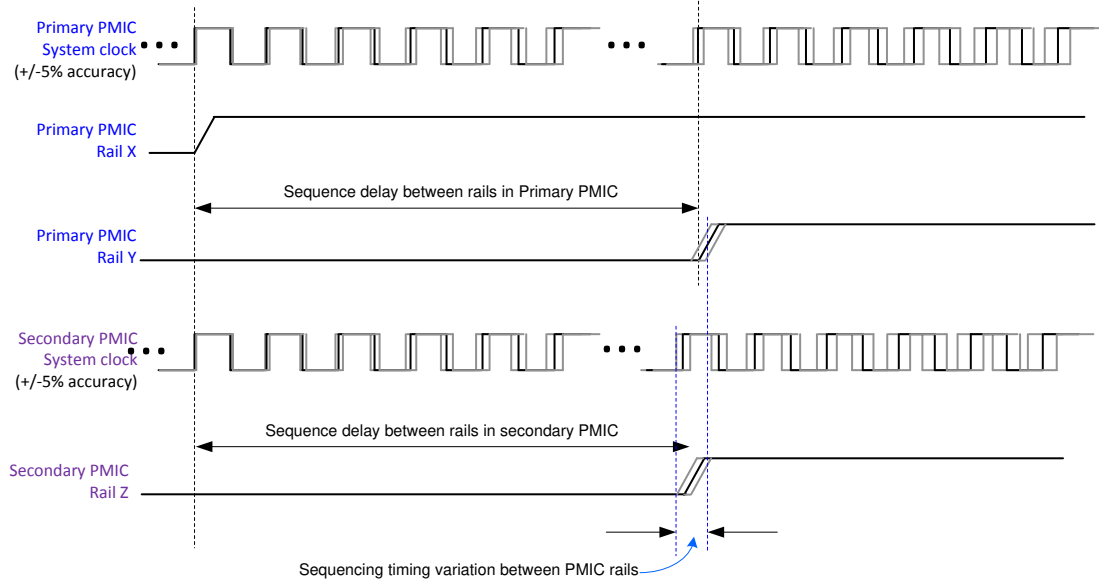 Primary PMIC
System clock
(+/-5% accuracy)
Primary PMIC
Rail X
Sequence delay between rails in Primary PMIC
Primary PMIC
Rail Y
Secondary PMIC
System clock
(+/-5% accuracy)
Sequence delay between rails in secondary PMIC
Secondary PMIC
Rail Z
Sequencing timing variation between PMIC rails